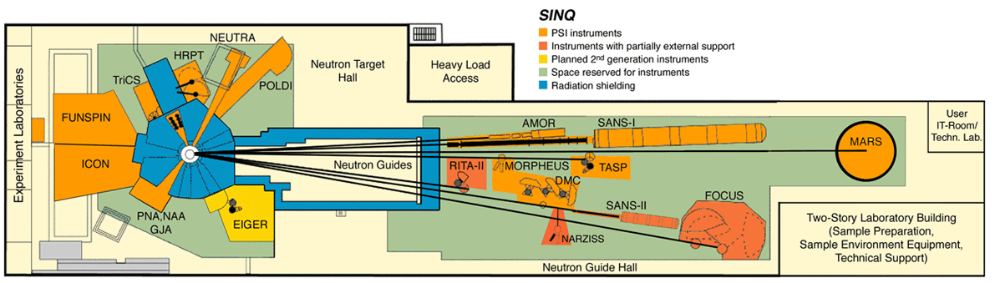 SINQ
PSI instruments
Instruments with partially external support
Planned 2nd generation instruments
Space reserved for instruments
Radiation shielding
NEUTRA
HRPT
TriCS
POLDI
FUNSPIN
ICON
PNA,NAA
GJA
EIGER
Experiment Laboratories
Neutron Target
Hall
Heavy Load
Access
Neutron Guides
AMOR
SANS-I
RITA-II
MORPHEUS
TASP
DMC
SANS-II
FOCUS
NARZISS
MARS
User
IT-Room/
Techn. Lab.
Two-Story Laboratory Building
(Sample Preparation,
Sample Environment Equipment,
Technical Support)
Neutron Guide Hall